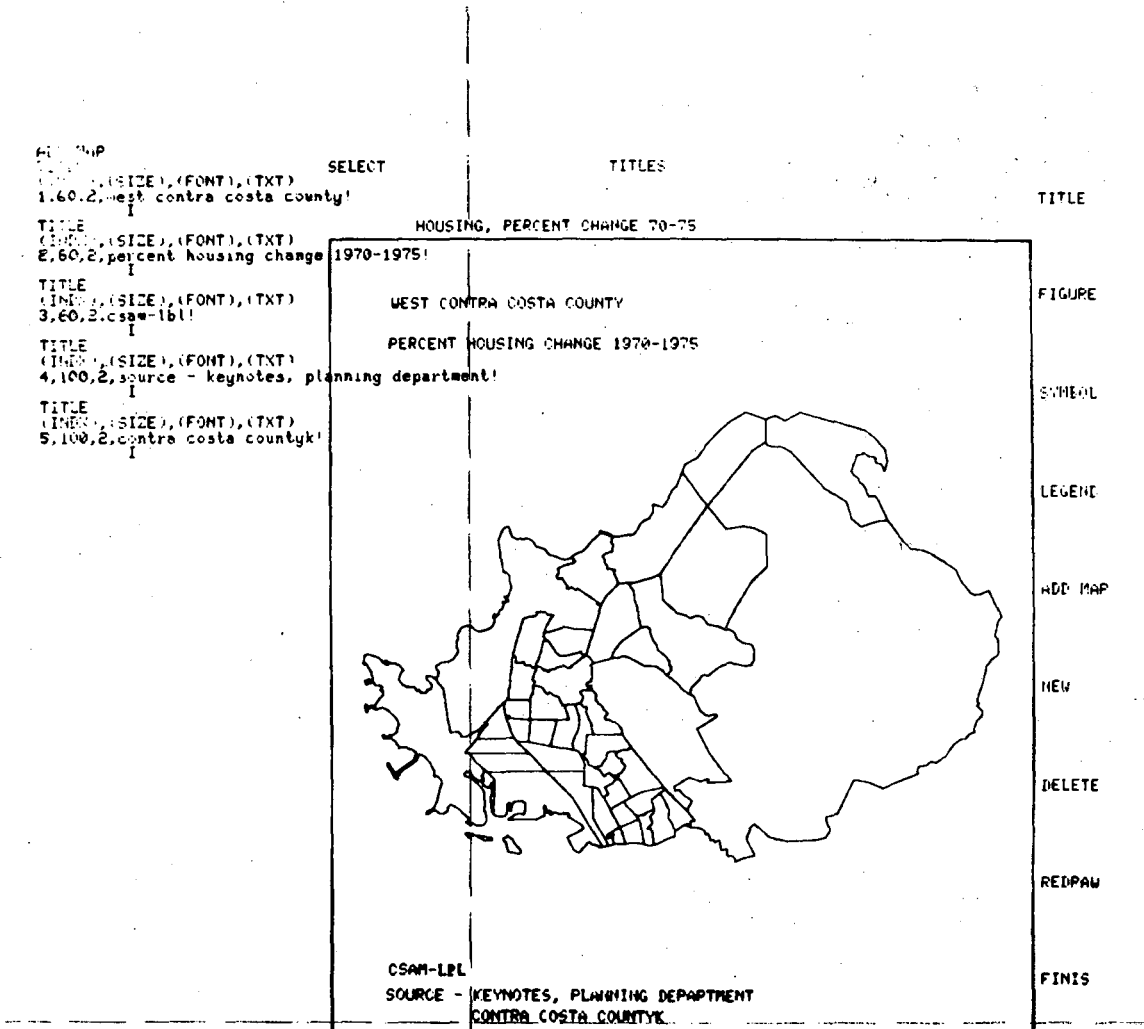 SELECT
TITLES
(SIZE),(FONT),(TXT)
1.60.2, west contra costa county!
I
TITLE
(SIZE),(FONT),(TXT)
2,60,2,percent housing change 1970-1975!
I
TITLE
(SIZE),(FONT),(TXT)
3,60,2.csam-lbl!
I
TITLE
(SIZE),(FONT),(TXT)
4,100,2,source - keynotes, planning department!
I
TITLE
(SIZE),(FONT),(TXT)
5,100,2,contra costa countyk!
I
HOUSING, PERCENT CHANGE 70-75
WEST CONTRA COSTA COUNTY
PERCENT HOUSING CHANGE 1970-1975
CSAM-LBL
SOURCE - KEYNOTES, PLANNING DEPARTMENT
CONTRA COSTA COUNTYK
TITLE
FIGURE
SYMBOL
LEGEND
ADD MAP
NEW
DELETE
REDRAW
FINIS